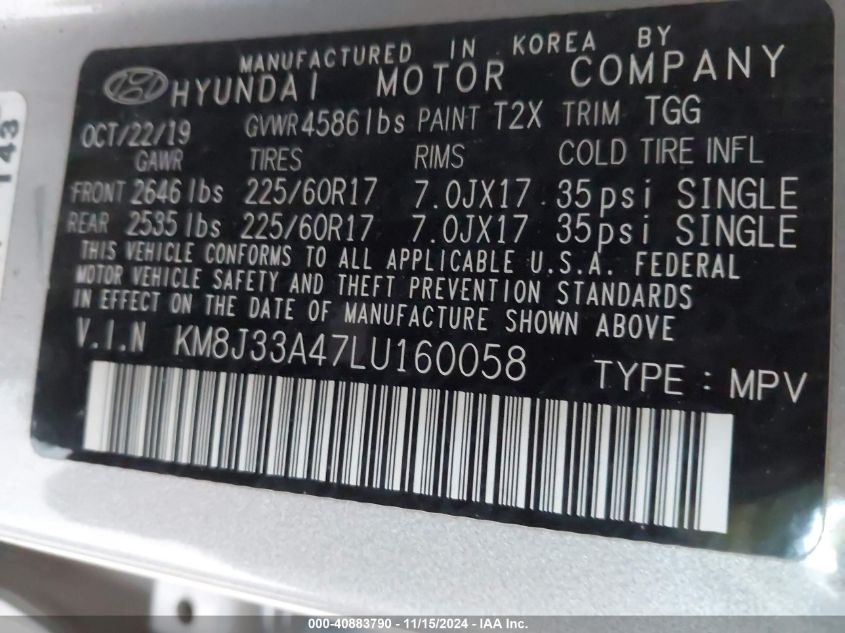 MANUFACTURED IN KOREA BY
HYUNDAI MOTOR COMPANY
OCT/22/19 GVWR 4586 lbs PAINT T2X TRIM TGG
GAWR TIRES RIMS COLD TIRE INFL
FRONT 2646 lbs 225/60R17 7.0JX17 35psi SINGLE
REAR 2535 lbs 225/60R17 7.0JX17 35psi SINGLE
THIS VEHICLE CONFORMS TO ALL APPLICABLE U.S.A. FEDERAL
MOTOR VEHICLE SAFETY AND THEFT PREVENTION STANDARDS
IN EFFECT ON THE DATE OF MANUFACTURE SHOWN ABOVE.
V.I.N KM8J33A47LU160058 TYPE : MPV
143
000-40883790 - 11/15/2024 - IAA Inc.